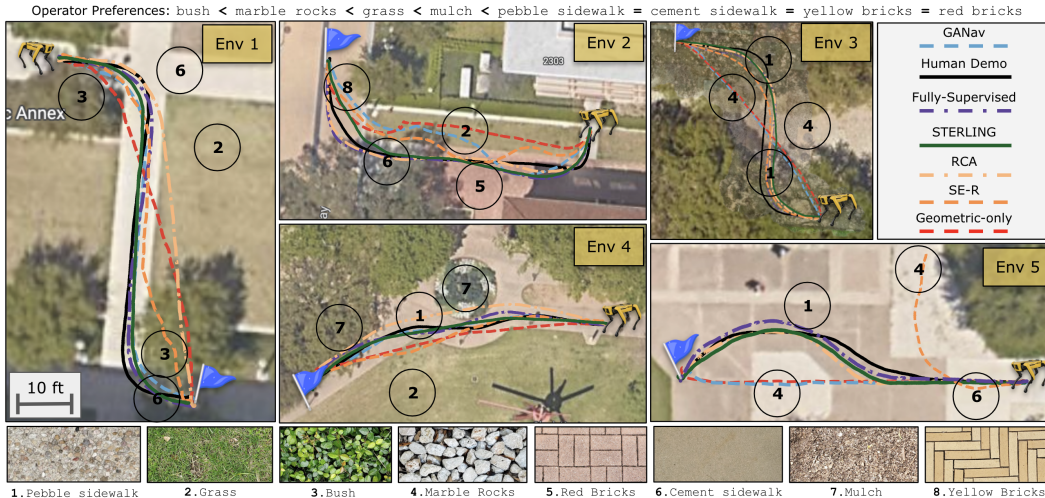 Operator Preferences: bush < marble rocks < grass < mulch < pebble sidewalk = cement sidewalk = yellow bricks = red bricks
Env 1
6
3
c Annex
2
3
6
10 ft
Env 2
2303
8
2
6
5
ay
Env 3
1
4
4
1
Env 4
7
1
7
2
GANav
Human Demo
Fully-Supervised
STERLING
RCA
SE-R
Geometric-only
Env 5
4
1
4
6
1.Pebble sidewalk
2.Grass
3.Bush
4.Marble Rocks
5.Red Bricks
6.Cement sidewalk
7.Mulch
8.Yellow Bricks